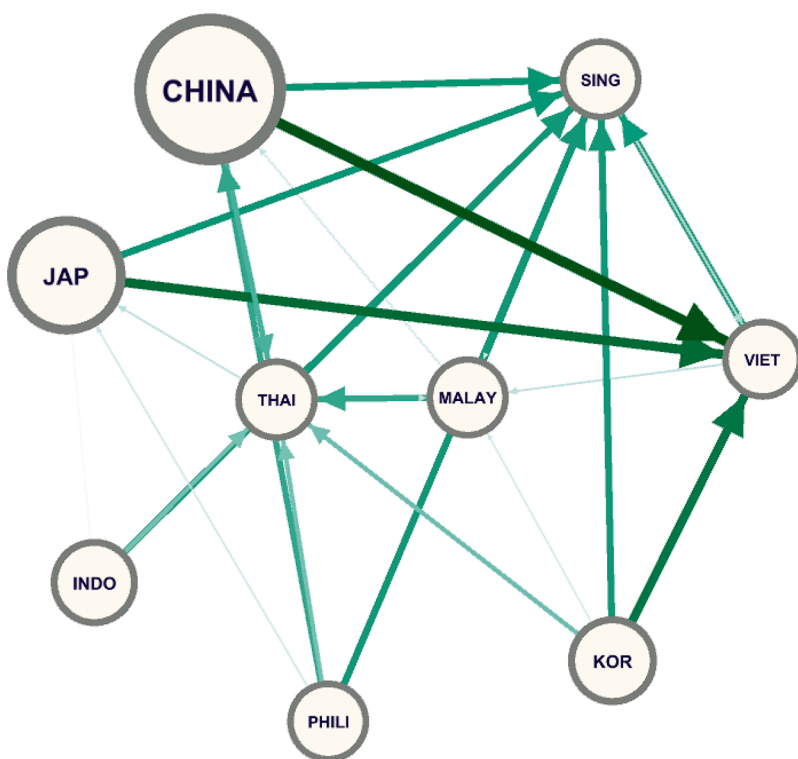 CHINA
SING
JAP
VIET
THAI
MALAY
INDO
KOR
PHILI